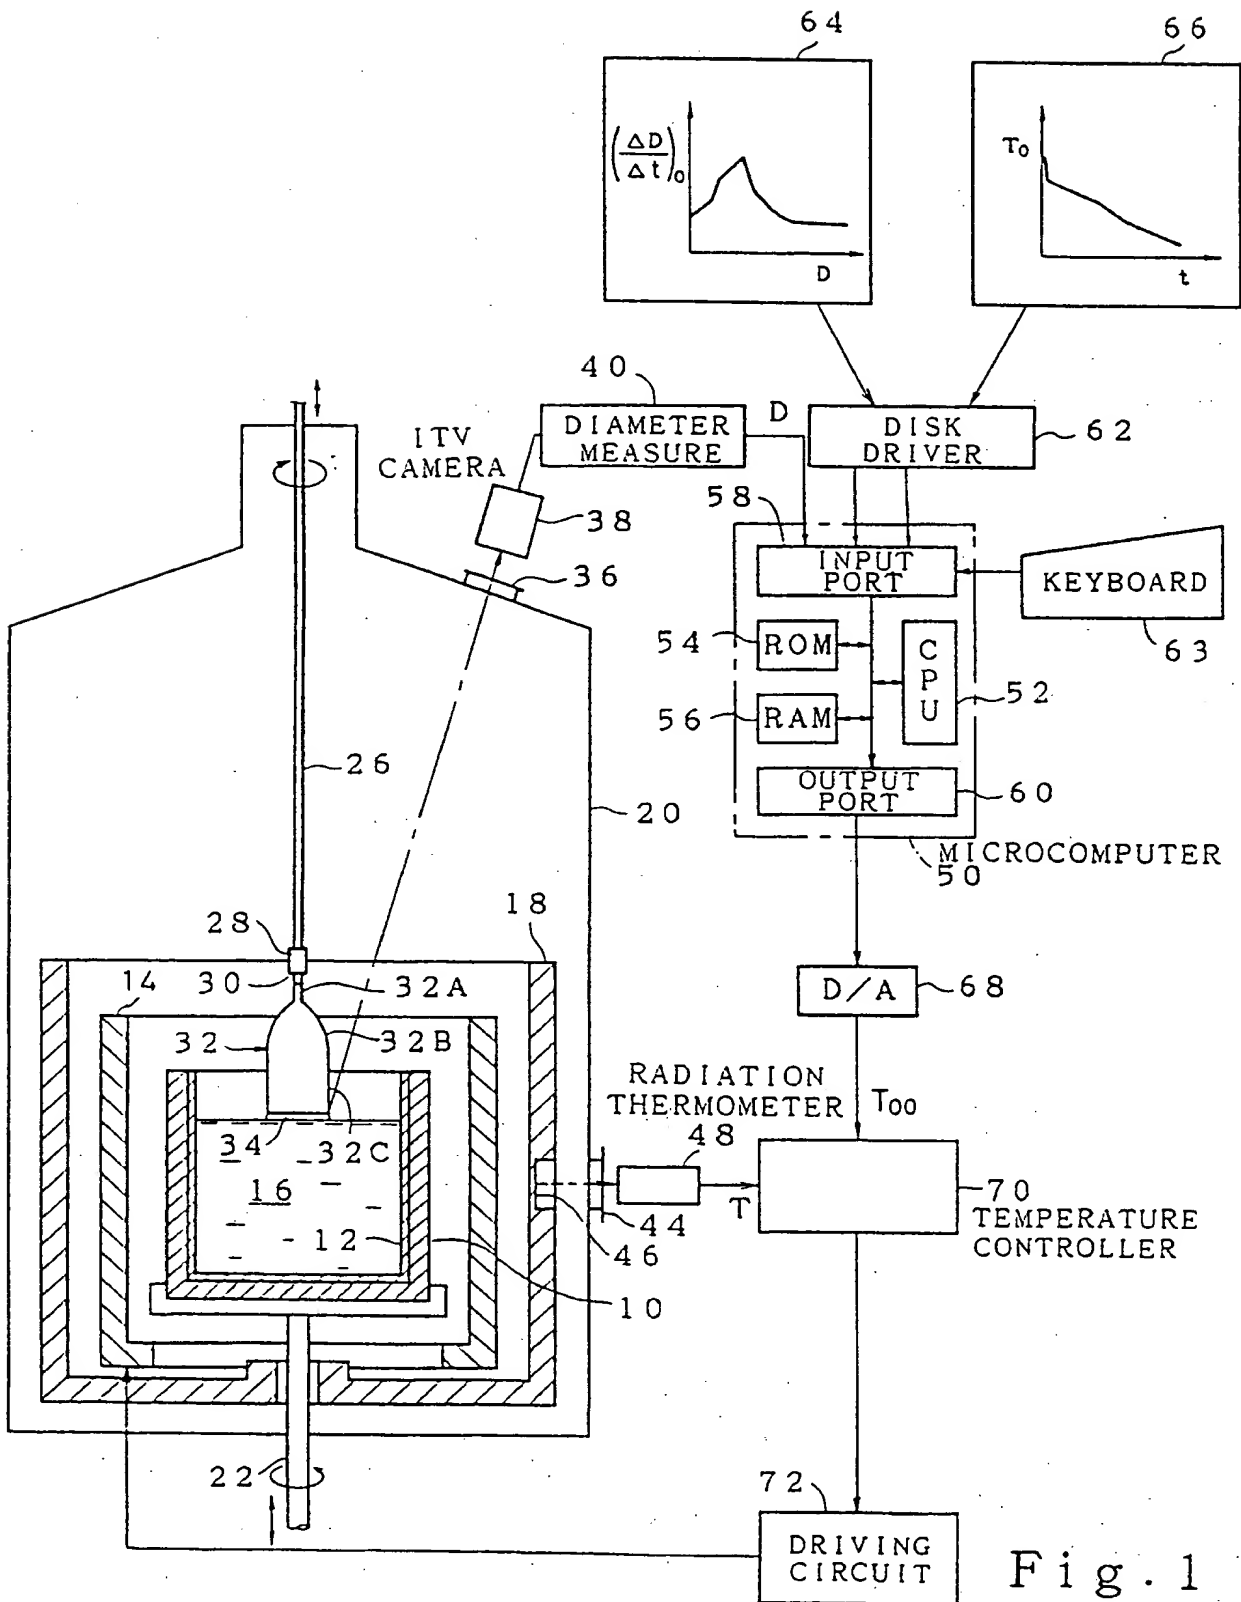 64
66
(ΔD/Δt)₀
D
T₀
t
40
DIAMETER
MEASURE
D
DISK
DRIVER
62
ITV
CAMERA
38
36
58
INPUT
PORT
KEYBOARD
63
54
ROM
CPU
52
56
RAM
OUTPUT
PORT
60
MICROCOMPUTER
50
26
20
28
18
30
32A
14
32
32B
D/A
68
RADIATION
THERMOMETER
T₀₀
48
34
32C
16
T
70
TEMPERATURE
CONTROLLER
44
46
12
10
22
72
DRIVING
CIRCUIT
Fig. 1